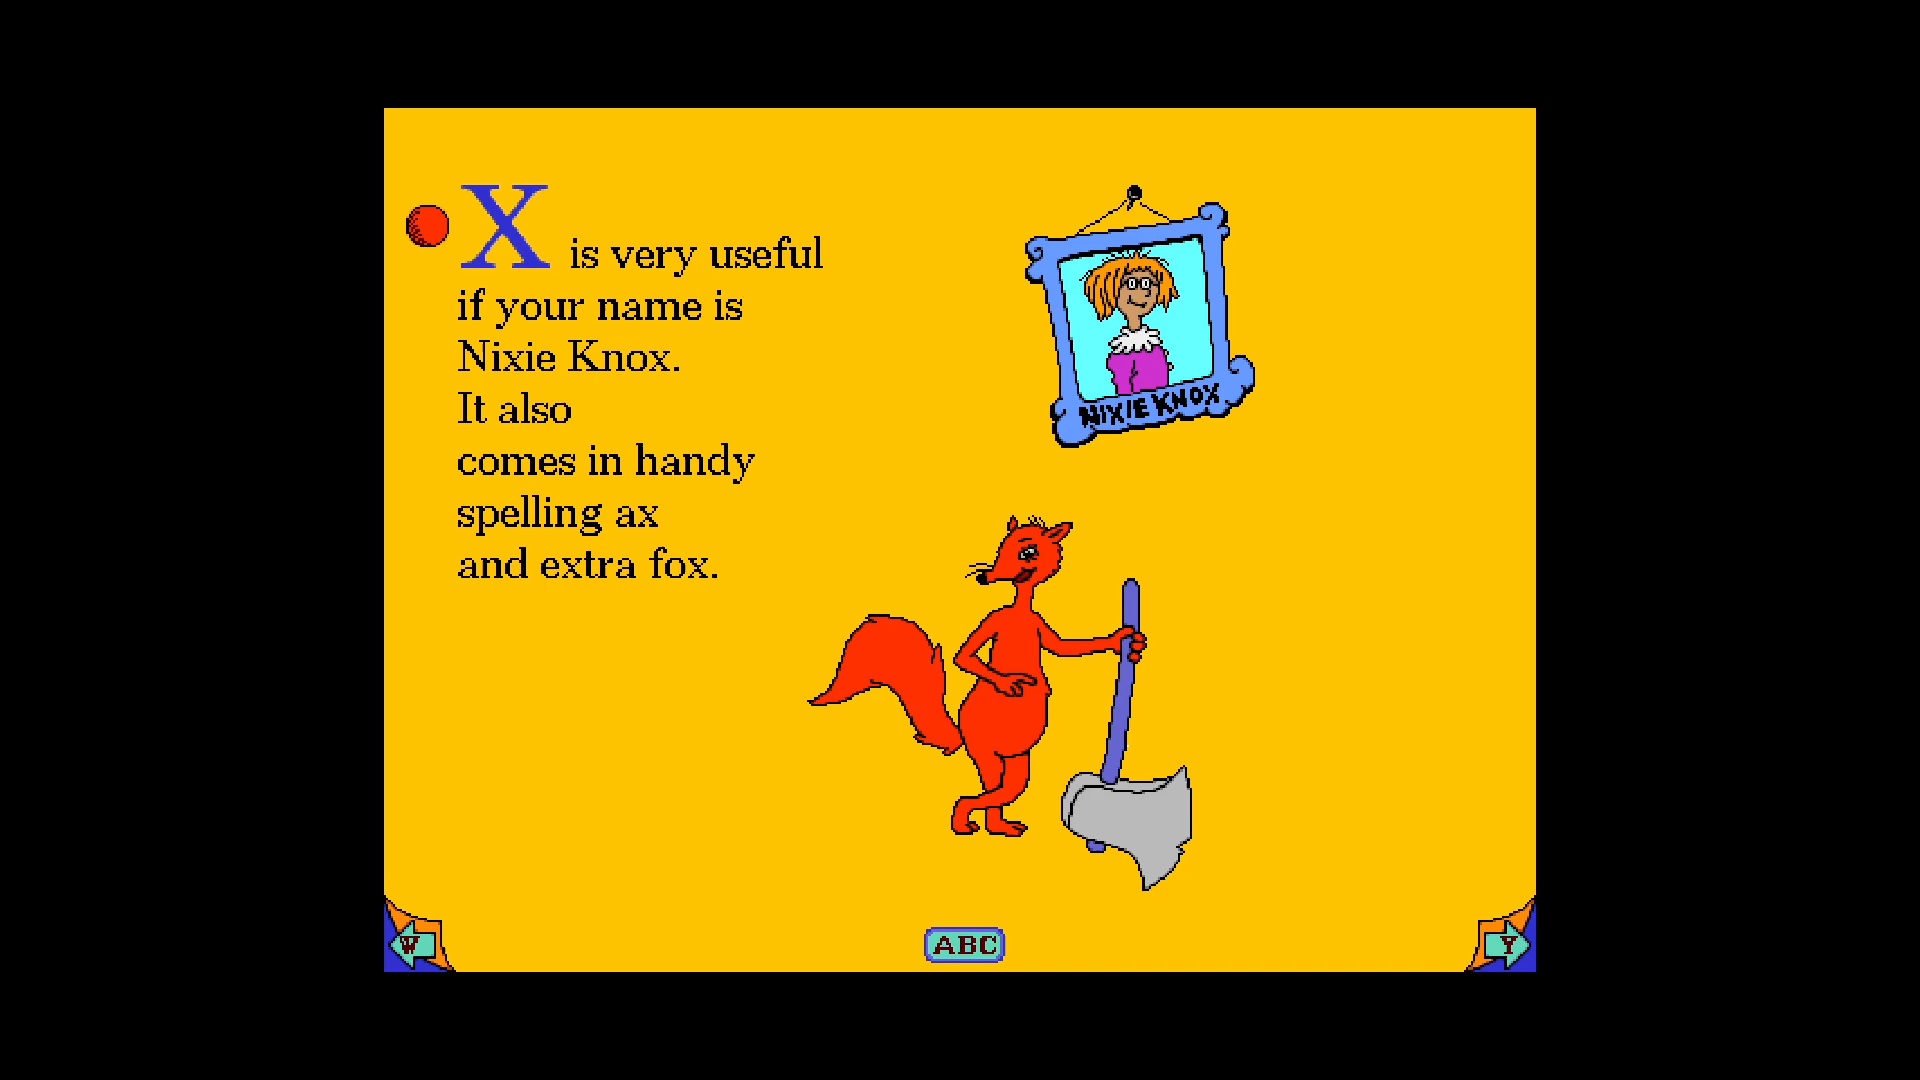 X is very useful
if your name is
Nixie Knox.
It also
comes in handy
spelling ax
and extra fox.
NIXIE KNOX
W
ABC
Y